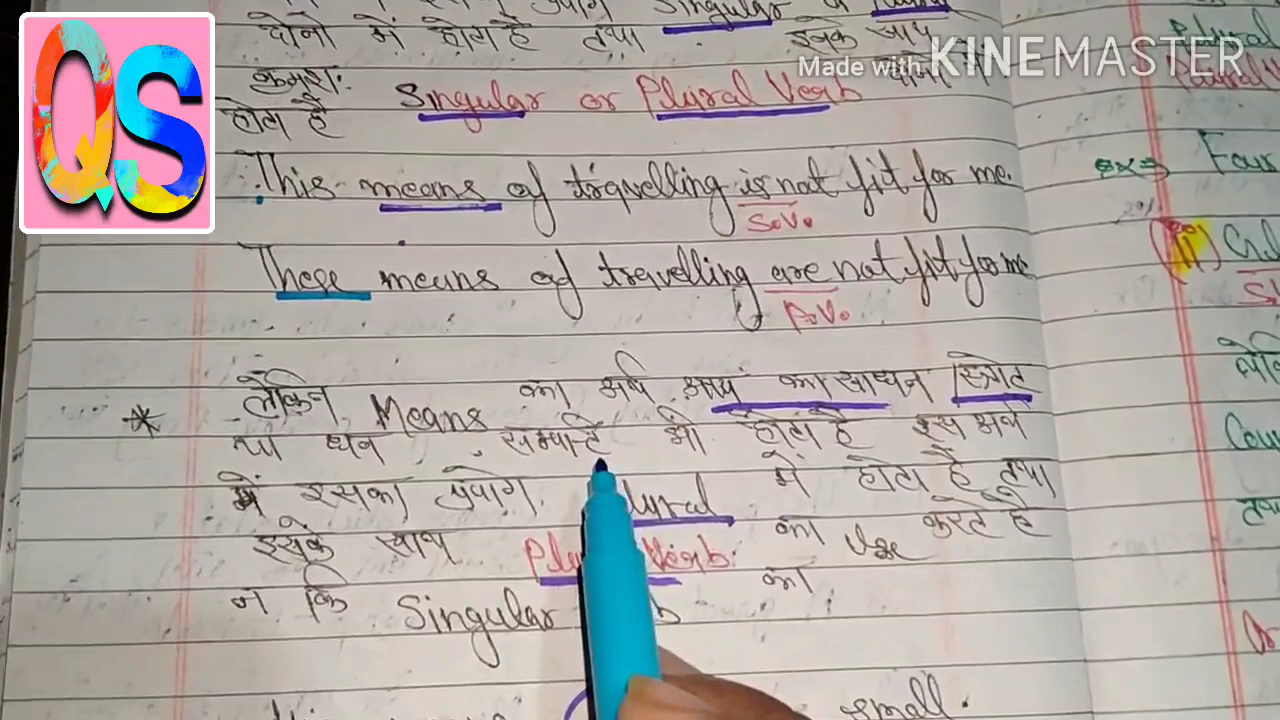 QS
Made with KINEMASTER
Singular
दोनो में होता है तथा इसके साथ
क्रमश: Singular or Plural Verb
होता है
This means of travelling is not fit for me.
S.V.
These means of travelling are not fit for me
P.V.
लेकिन Means का अर्थ आय का साधन स्त्रोत
या धन सम्पत्ति भी होता है इस अर्थ
में इसका प्रयोग Plural में होता है तथा
इसके साथ Plural Verb का Use करते है
न कि Singular का
small.
ex⇒ Four